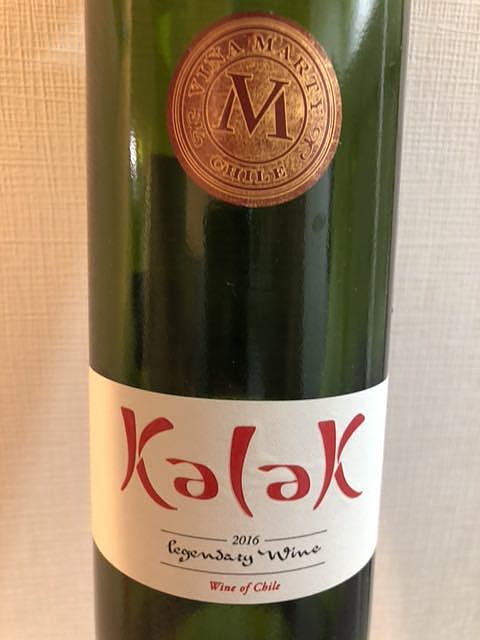 VIÑA MARTY
M
CHILE
Kalak
2016
Legendary Wine
Wine of Chile